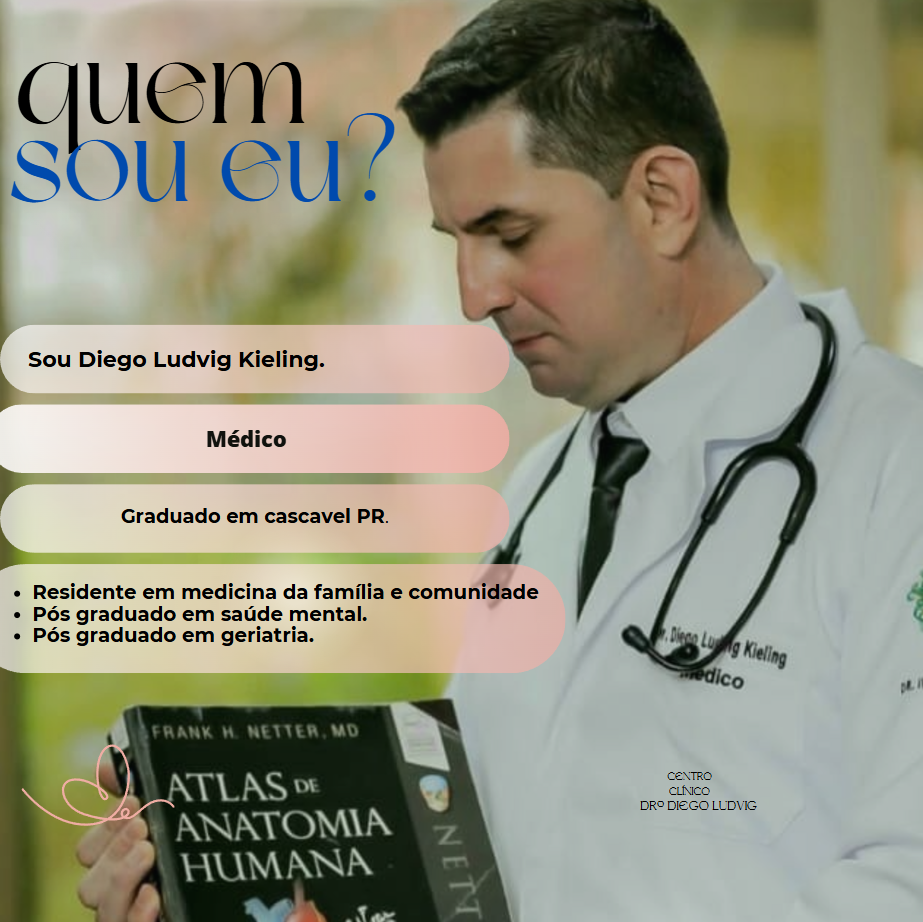 quem
sou eu?
Sou Diego Ludvig Kieling.
Médico
Graduado em cascavel PR.
• Residente em medicina da família e comunidade
• Pós graduado em saúde mental.
• Pós graduado em geriatria.
Diego Ludvig Kieling
Médico
DR.
FRANK H. NETTER, MD
ATLAS DE
ANATOMIA
HUMANA
CENTRO
CLÍNICO
DRº DIEGO LUDVIG